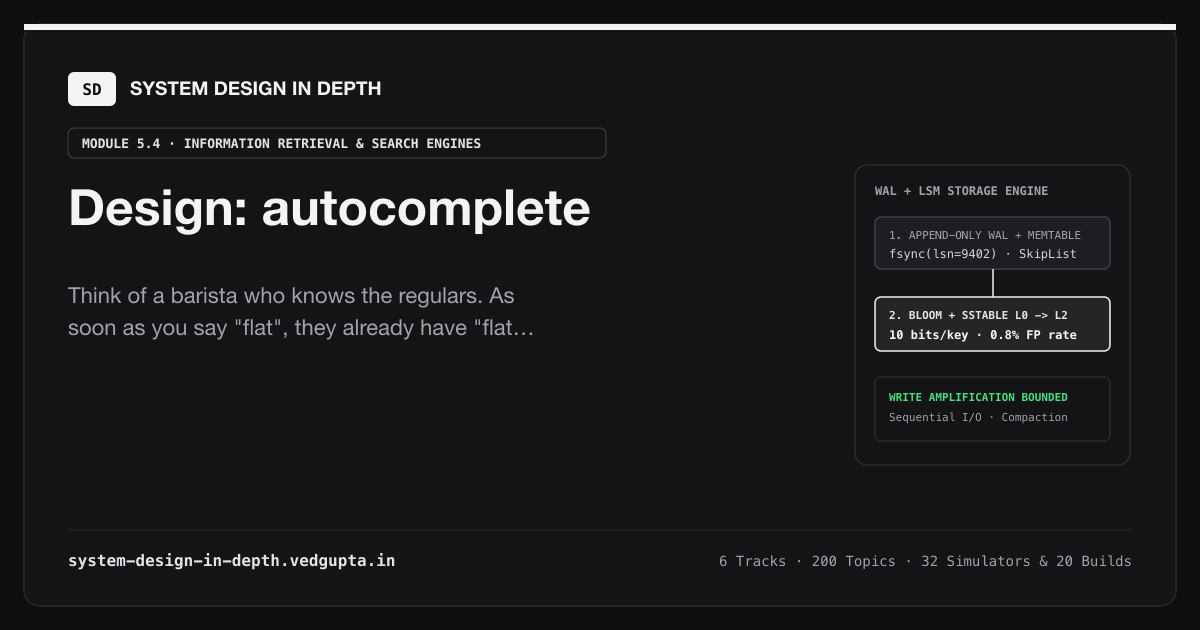 SD SYSTEM DESIGN IN DEPTH
MODULE 5.4 · INFORMATION RETRIEVAL & SEARCH ENGINES
Design: autocomplete
Think of a barista who knows the regulars. As
soon as you say "flat", they already have "flat…
WAL + LSM STORAGE ENGINE
1. APPEND-ONLY WAL + MEMTABLE
fsync(lsn=9402) · SkipList
2. BLOOM + SSTABLE L0 -> L2
10 bits/key · 0.8% FP rate
WRITE AMPLIFICATION BOUNDED
Sequential I/O · Compaction
system-design-in-depth.vedgupta.in
6 Tracks · 200 Topics · 32 Simulators & 20 Builds